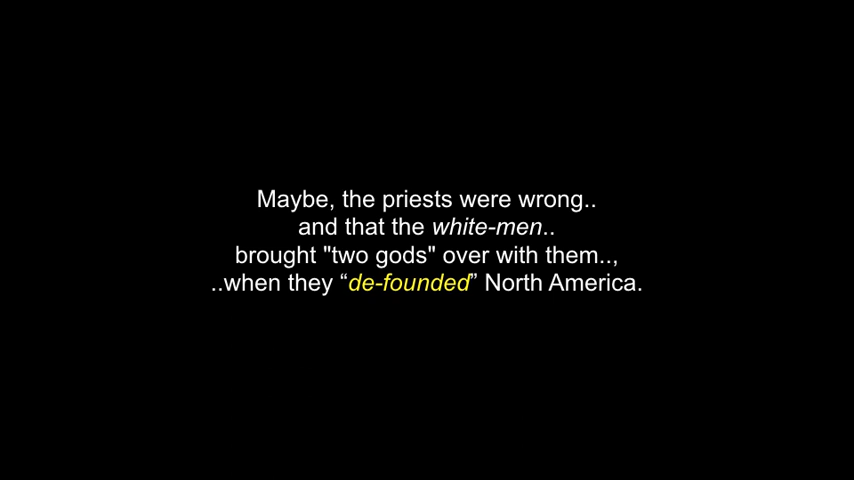 Maybe, the priests were wrong..
and that the white-men..
brought "two gods" over with them..,
..when they “de-founded” North America.